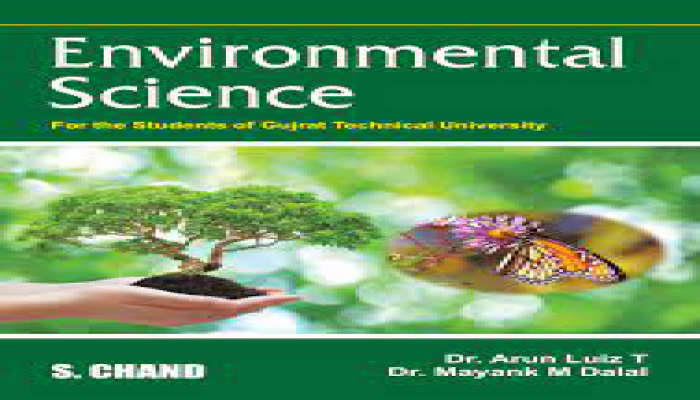 Environmental
Science
For the Students of Gujrat Technical University
S. CHAND
Dr. Arun Luiz T
Dr. Mayank M Dalal